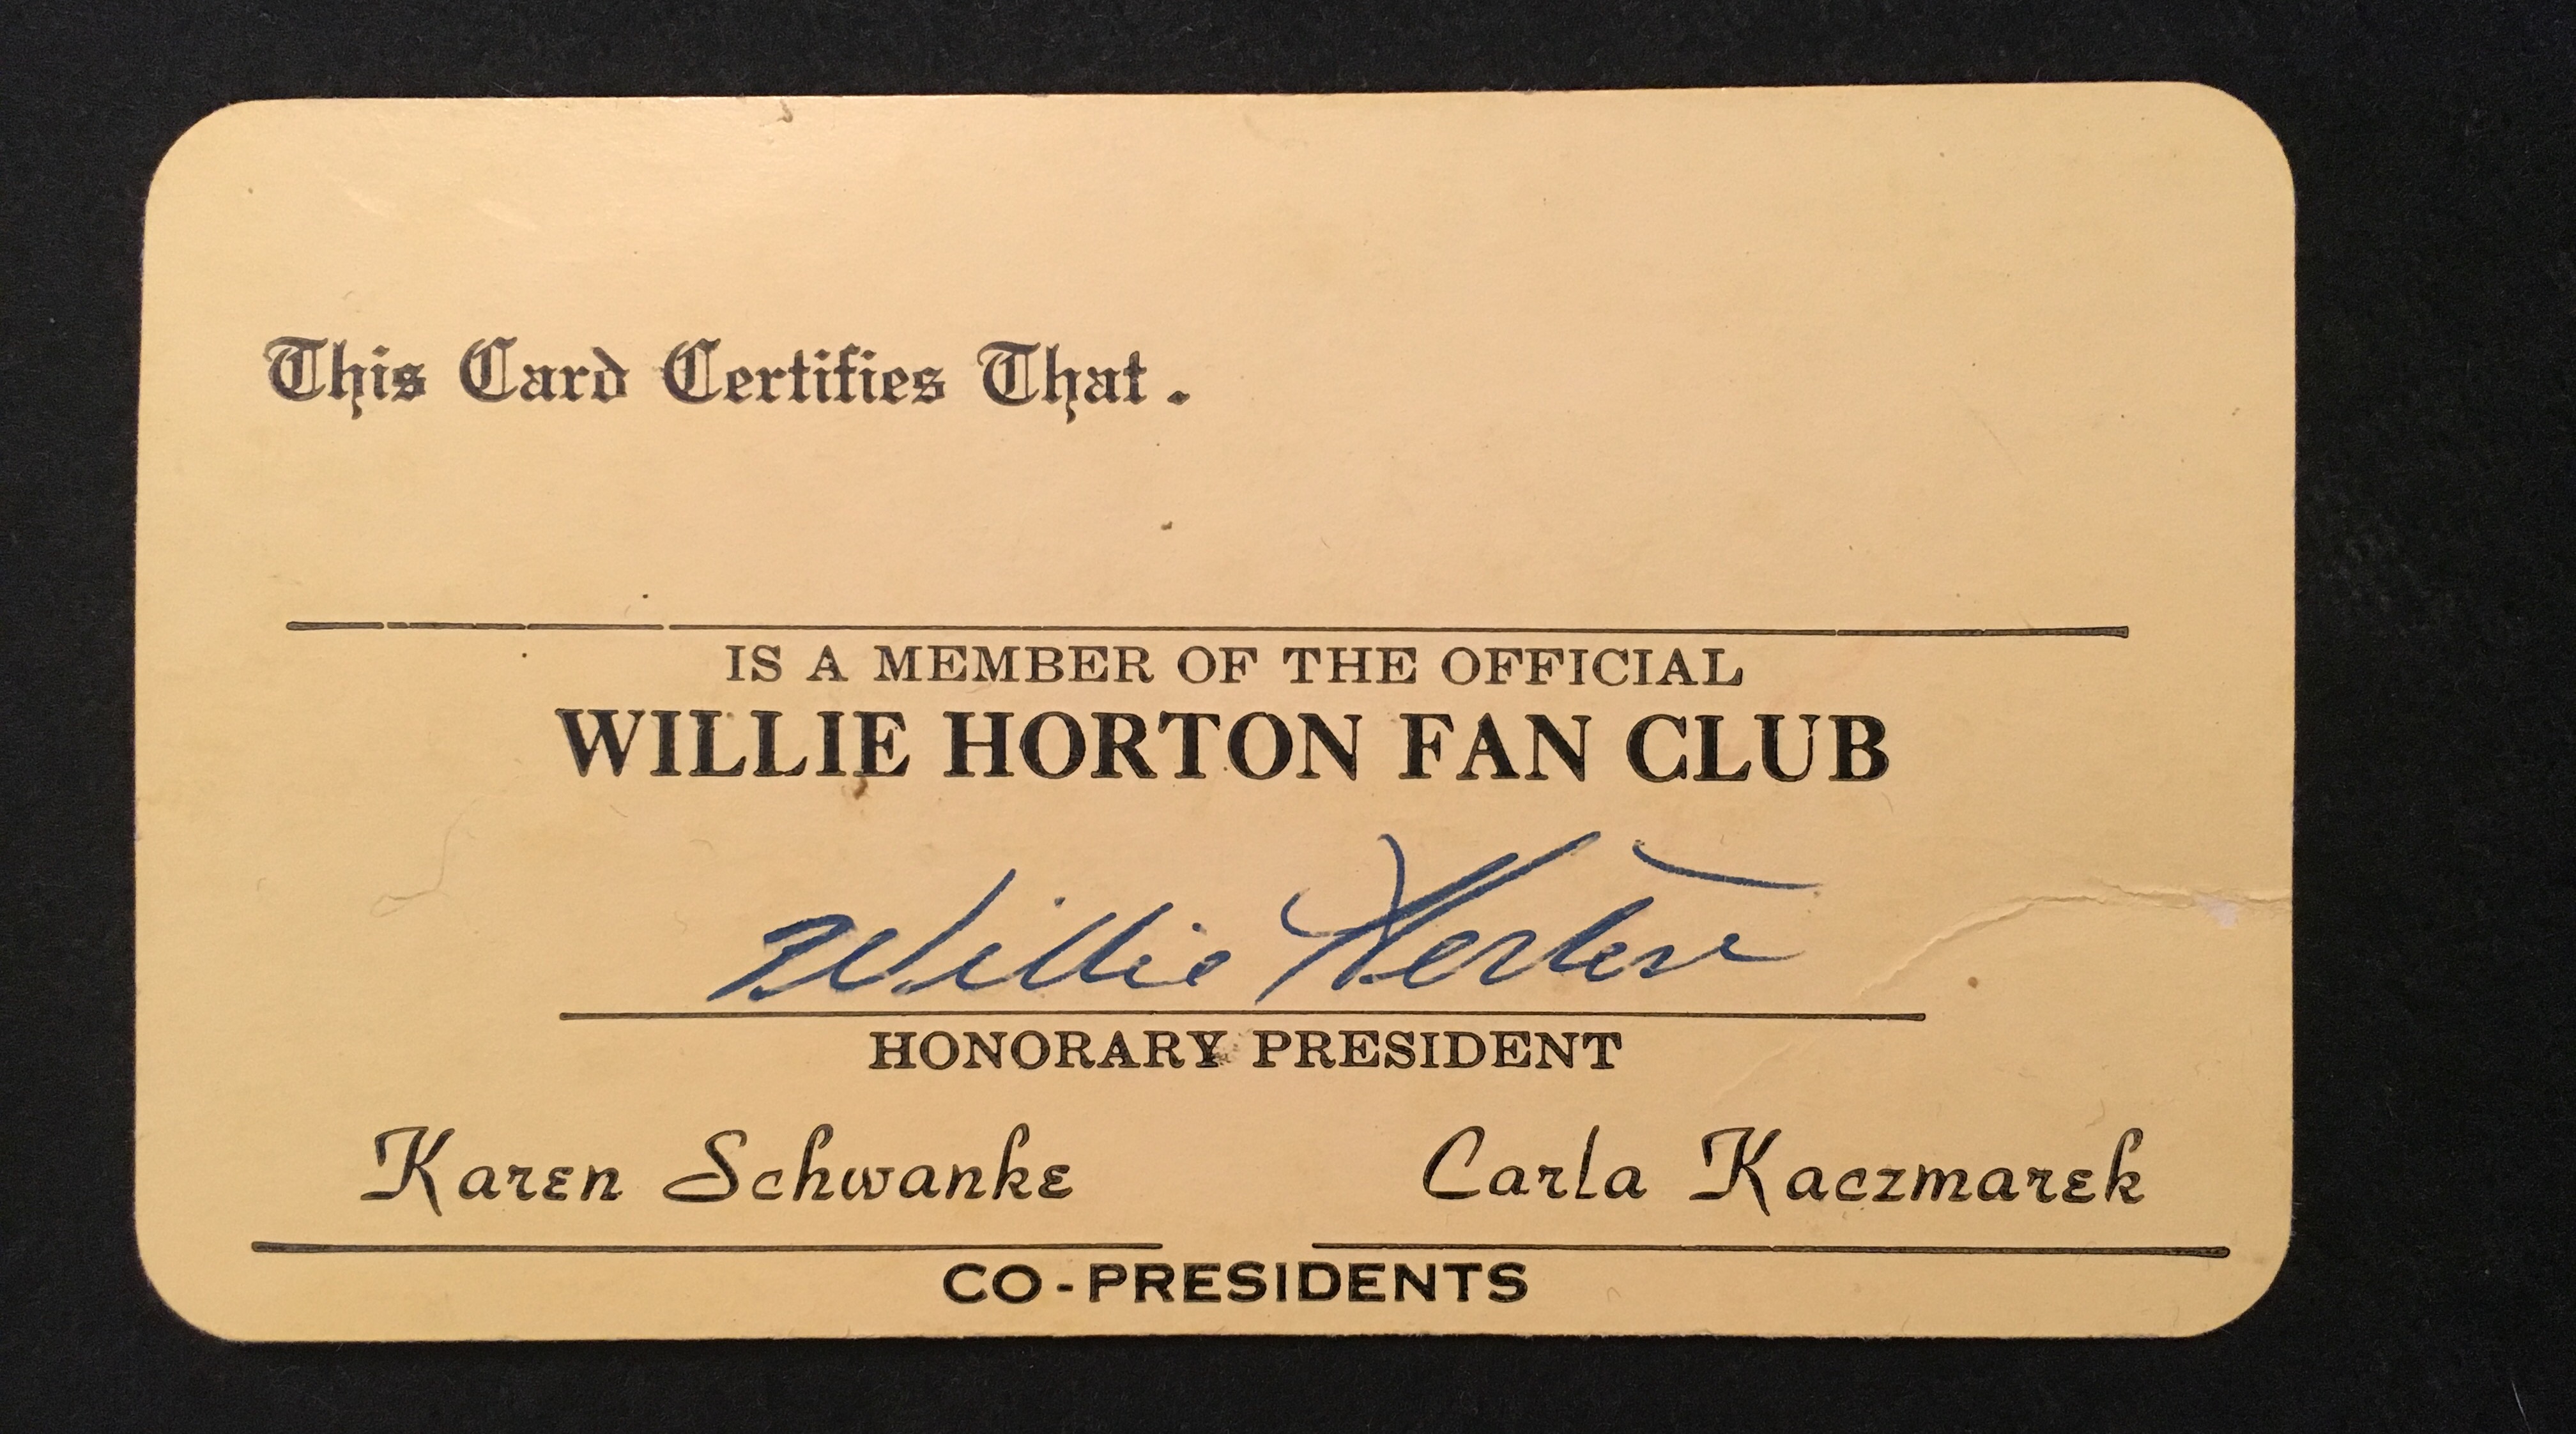 This Card Certifies That .
IS A MEMBER OF THE OFFICIAL
WILLIE HORTON FAN CLUB
Willie Horton
HONORARY PRESIDENT
Karen Schwanke Carla Kaczmarek
CO-PRESIDENTS